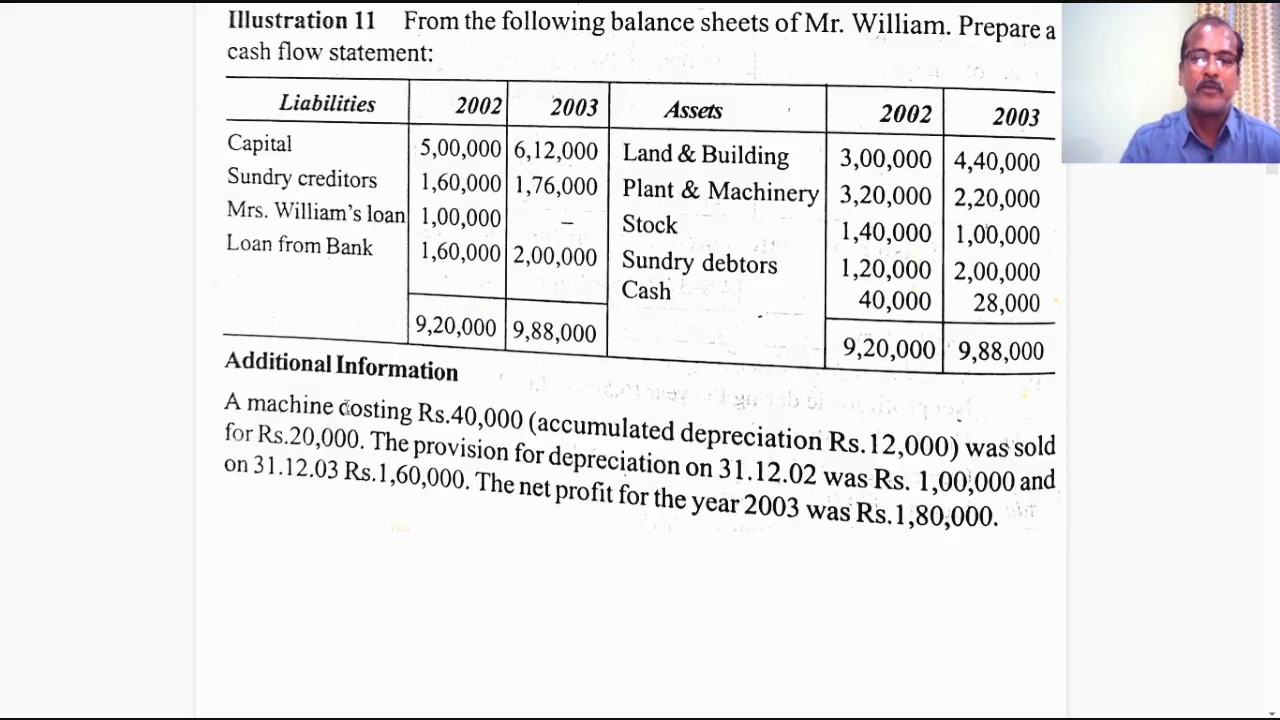 Illustration 11 From the following balance sheets of Mr. William. Prepare a
cash flow statement:
Liabilities 2002 2003 Assets 2002 2003
Capital 5,00,000 6,12,000 Land & Building 3,00,000 4,40,000
Sundry creditors 1,60,000 1,76,000 Plant & Machinery 3,20,000 2,20,000
Mrs. William's loan 1,00,000 – Stock 1,40,000 1,00,000
Loan from Bank 1,60,000 2,00,000 Sundry debtors 1,20,000 2,00,000
Cash 40,000 28,000
9,20,000 9,88,000 9,20,000 9,88,000
Additional Information
A machine costing Rs.40,000 (accumulated depreciation Rs.12,000) was sold
for Rs.20,000. The provision for depreciation on 31.12.02 was Rs. 1,00,000 and
on 31.12.03 Rs.1,60,000. The net profit for the year 2003 was Rs.1,80,000.